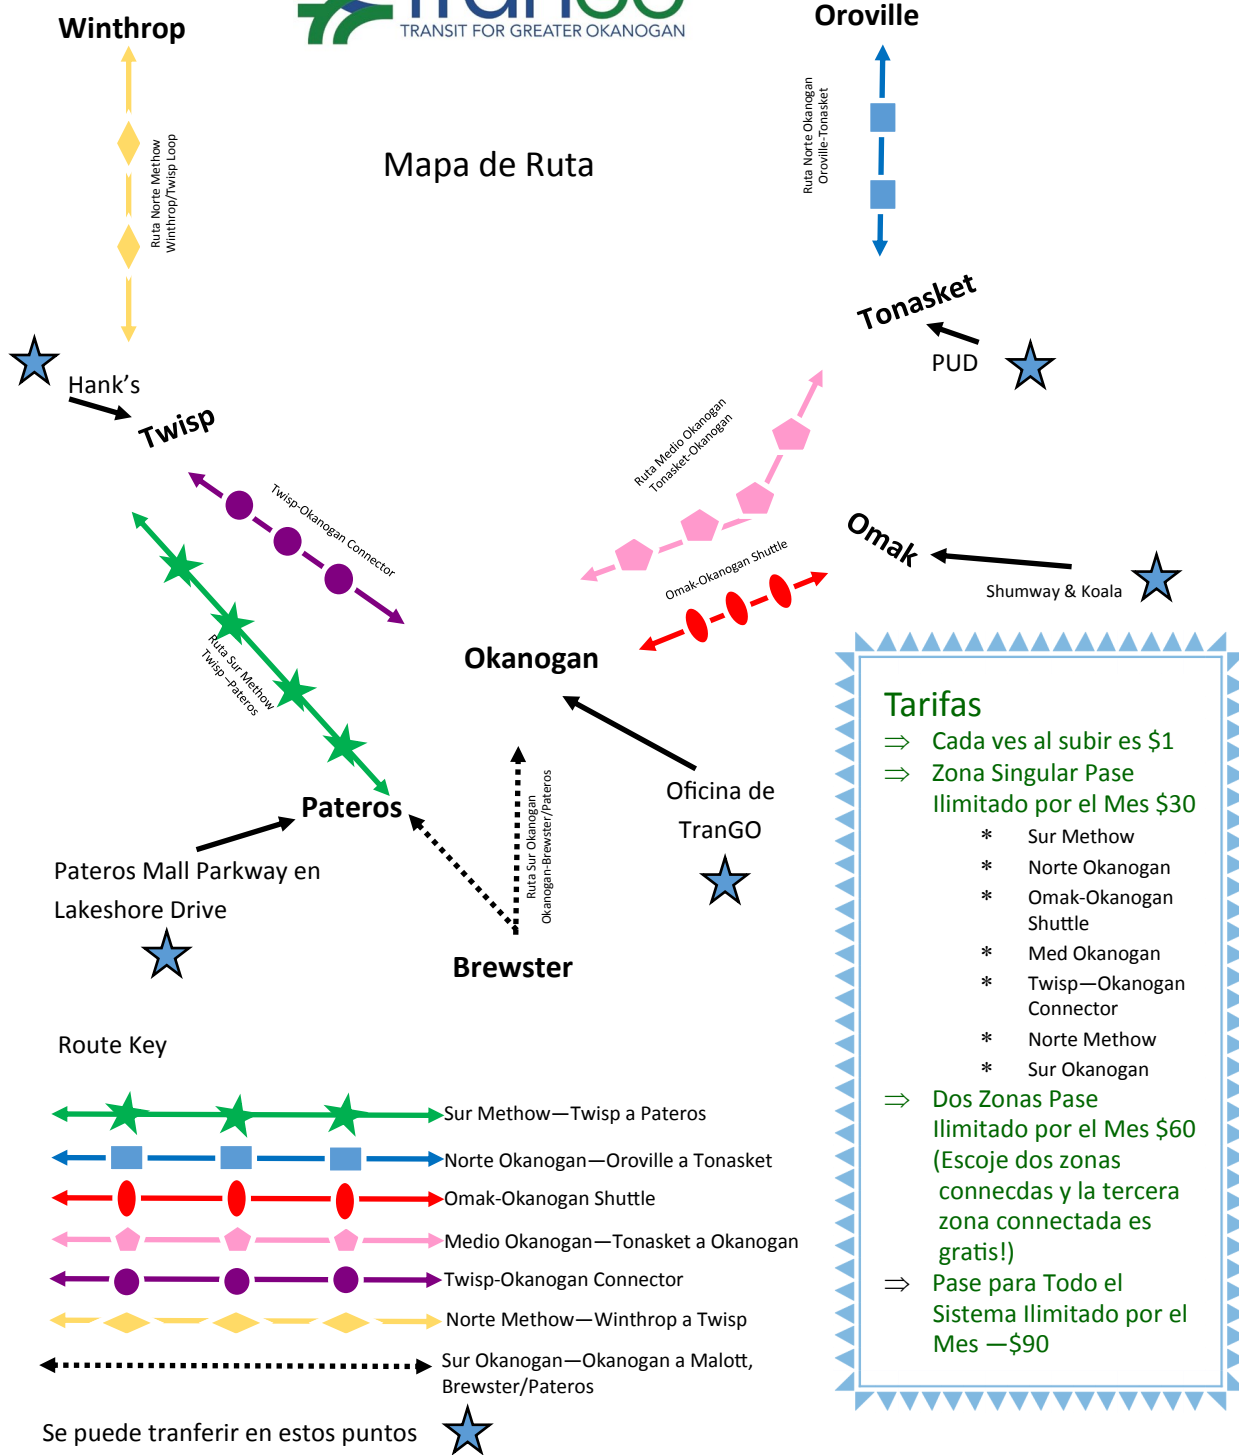 TranGO
TRANSIT FOR GREATER OKANOGAN
Winthrop
Oroville
Mapa de Ruta
Ruta Norte Methow
Winthrop/Twisp Loop
Ruta Norte Okanogan
Oroville-Tonasket
Tonasket
PUD
Hank's
Twisp
Ruta Medio Okanogan
Tonasket-Okanogan
Twisp-Okanogan Connector
Omak
Omak-Okanogan Shuttle
Shumway & Koala
Ruta Sur Methow
Twisp –Pateros
Okanogan
Pateros
Ruta Sur Okanogan
Okanogan-Brewster/Pateros
Oficina de
TranGO
Pateros Mall Parkway en
Lakeshore Drive
Brewster
Tarifas
⇒ Cada ves al subir es $1
⇒ Zona Singular Pase
Ilimitado por el Mes $30
* Sur Methow
* Norte Okanogan
* Omak-Okanogan
Shuttle
* Med Okanogan
* Twisp—Okanogan
Connector
* Norte Methow
* Sur Okanogan
⇒ Dos Zonas Pase
Ilimitado por el Mes $60
(Escoje dos zonas
connecdas y la tercera
zona connectada es
gratis!)
⇒ Pase para Todo el
Sistema Ilimitado por el
Mes —$90
Route Key
Sur Methow—Twisp a Pateros
Norte Okanogan—Oroville a Tonasket
Omak-Okanogan Shuttle
Medio Okanogan—Tonasket a Okanogan
Twisp-Okanogan Connector
Norte Methow—Winthrop a Twisp
Sur Okanogan—Okanogan a Malott,
Brewster/Pateros
Se puede tranferir en estos puntos